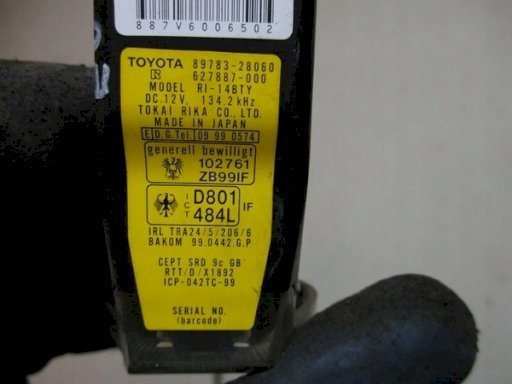 887V6006502
TOYOTA 89783-28060
R 627887-000
MODEL RI-14BTY
DC.12V, 134.2kHz
TOKAI RIKA CO., LTD.
MADE IN JAPAN
E D.G.Tel. 09 99 0574
generell bewilligt
102761
ZB99IF
ICT D801 IF
484L
IRL TRA24/5/206/6
BAKOM 99.0442.G.P
CEPT SRD 9c GB
RTT/D/X1892
ICP-042TC-99
SERIAL NO.
(barcode)